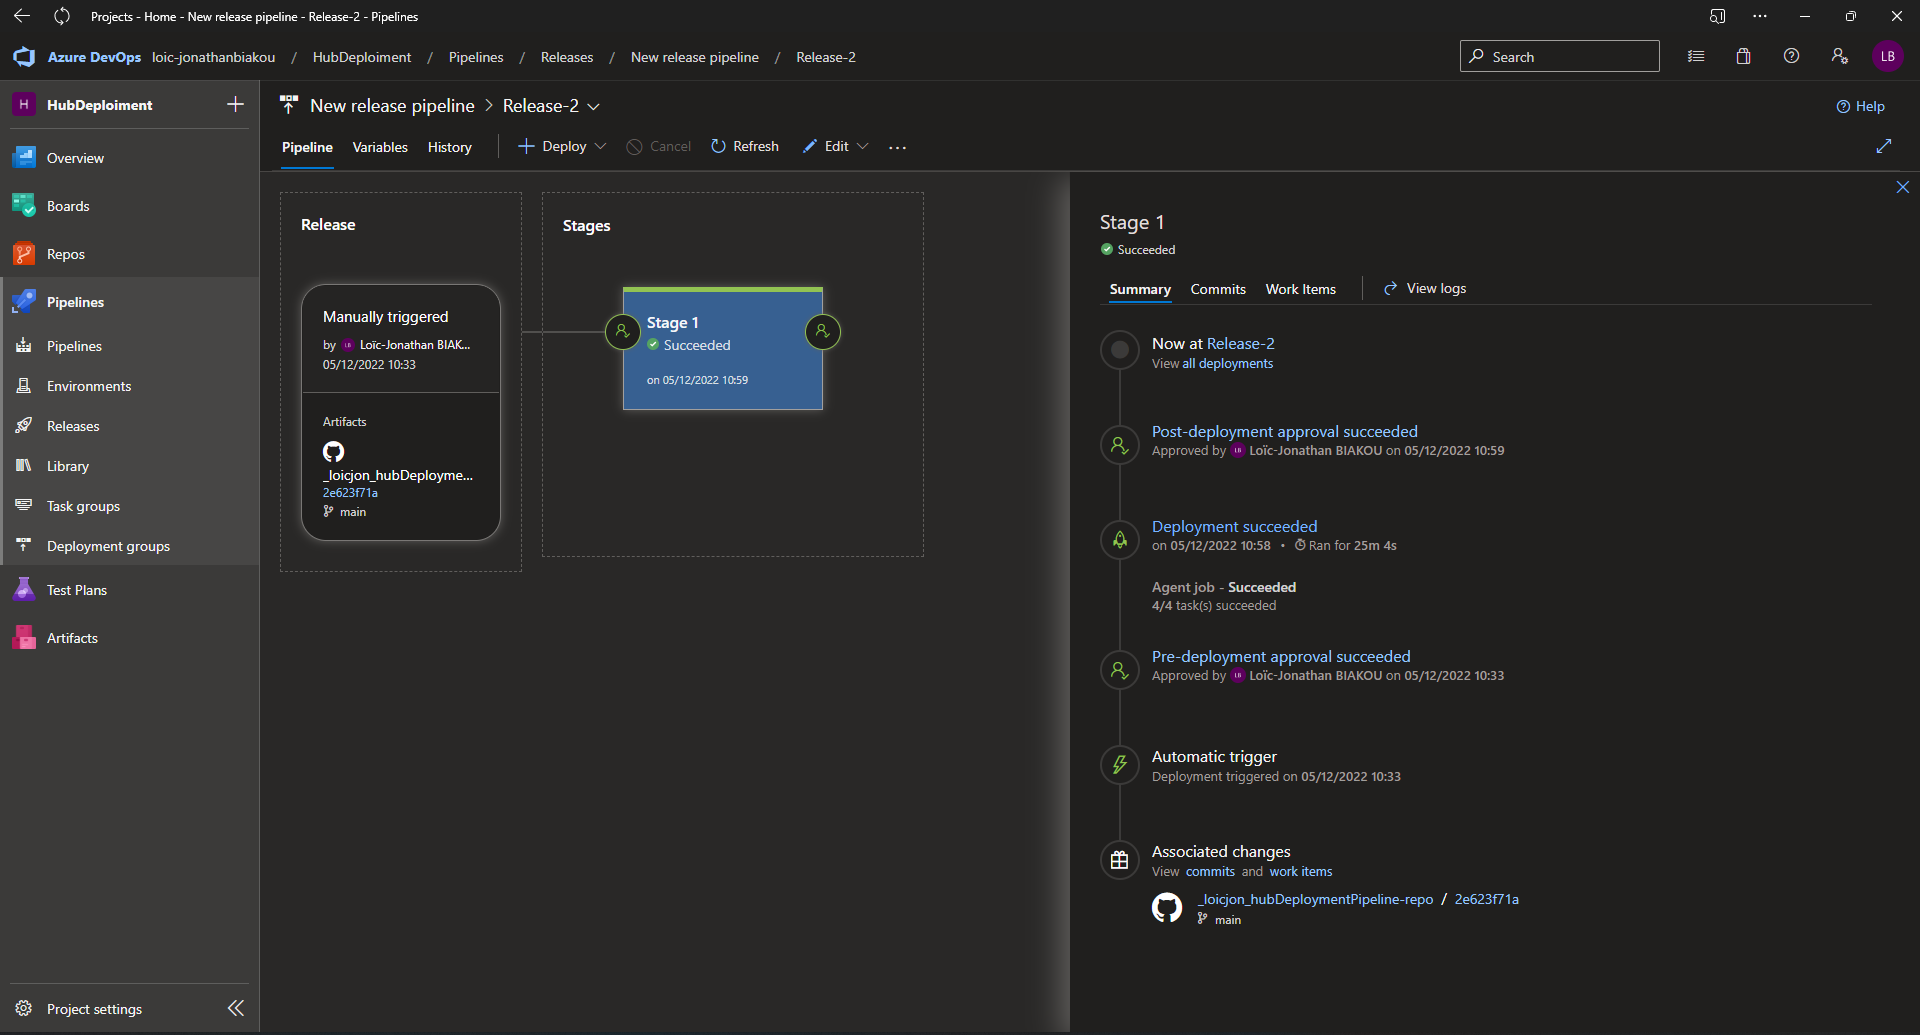 Projects - Home - New release pipeline - Release-2 - Pipelines
Azure DevOps loic-jonathanbiakou / HubDeploiment / Pipelines / Releases / New release pipeline / Release-2
Search
LB
H HubDeploiment
Overview
Boards
Repos
Pipelines
Pipelines
Environments
Releases
Library
Task groups
Deployment groups
Test Plans
Artifacts
Project settings
New release pipeline > Release-2
Help
Pipeline Variables History Deploy Cancel Refresh Edit ...
Release
Manually triggered
by LB Loïc-Jonathan BIAK...
05/12/2022 10:33
Artifacts
_loicjon_hubDeployme...
2e623f71a
main
Stages
Stage 1
Succeeded
on 05/12/2022 10:59
Stage 1
Succeeded
Summary Commits Work Items View logs
Now at Release-2
View all deployments
Post-deployment approval succeeded
Approved by LB Loïc-Jonathan BIAKOU on 05/12/2022 10:59
Deployment succeeded
on 05/12/2022 10:58 • Ran for 25m 4s
Agent job - Succeeded
4/4 task(s) succeeded
Pre-deployment approval succeeded
Approved by LB Loïc-Jonathan BIAKOU on 05/12/2022 10:33
Automatic trigger
Deployment triggered on 05/12/2022 10:33
Associated changes
View commits and work items
_loicjon_hubDeploymentPipeline-repo / 2e623f71a
main